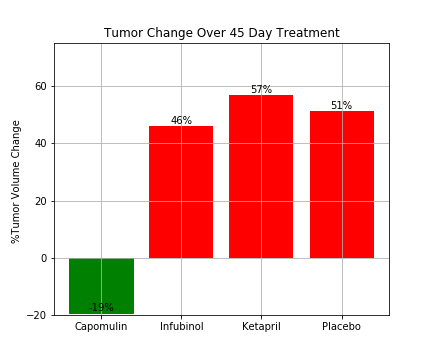 Tumor Change Over 45 Day Treatment
%Tumor Volume Change
60
40
20
0
−20
-19%
46%
57%
51%
Capomulin
Infubinol
Ketapril
Placebo